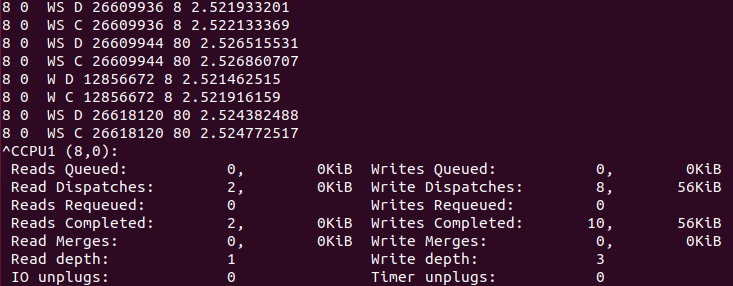 8 0  WS D 26609936 8 2.521933201
8 0  WS C 26609936 8 2.522133369
8 0  WS D 26609944 80 2.526515531
8 0  WS C 26609944 80 2.526860707
8 0  W D 12856672 8 2.521462515
8 0  W C 12856672 8 2.521916159
8 0  WS D 26618120 80 2.524382488
8 0  WS C 26618120 80 2.524772517
^CCPU1 (8,0):
 Reads Queued:           0,        0KiB  Writes Queued:           0,        0KiB
 Read Dispatches:        2,        0KiB  Write Dispatches:        8,       56KiB
 Reads Requeued:         0               Writes Requeued:         0
 Reads Completed:        2,        0KiB  Writes Completed:       10,       56KiB
 Read Merges:            0,        0KiB  Write Merges:            0,        0KiB
 Read depth:             1               Write depth:             3
 IO unplugs:             0               Timer unplugs:           0